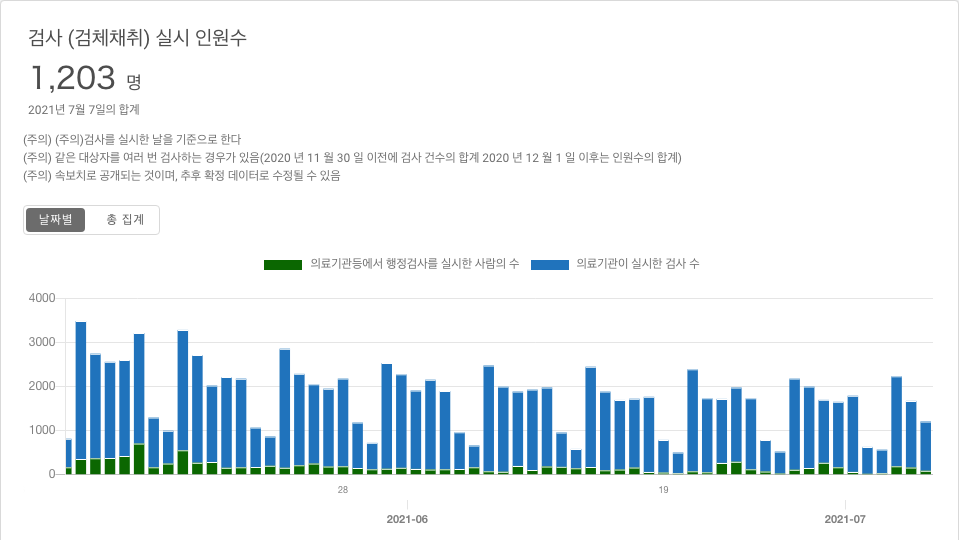 검사 (검체채취) 실시 인원수
1,203 명
2021년 7월 7일의 합계
(주의) (주의)검사를 실시한 날을 기준으로 한다
(주의) 같은 대상자를 여러 번 검사하는 경우가 있음(2020 년 11 월 30 일 이전에 검사 건수의 합계 2020 년 12 월 1 일 이후는 인원수의 합계)
(주의) 속보치로 공개되는 것이며, 추후 확정 데이터로 수정될 수 있음
날짜별 총 집계
의료기관등에서 행정검사를 실시한 사람의 수 의료기관이 실시한 검사 수
4000
3000
2000
1000
0
28 19
2021-06 2021-07